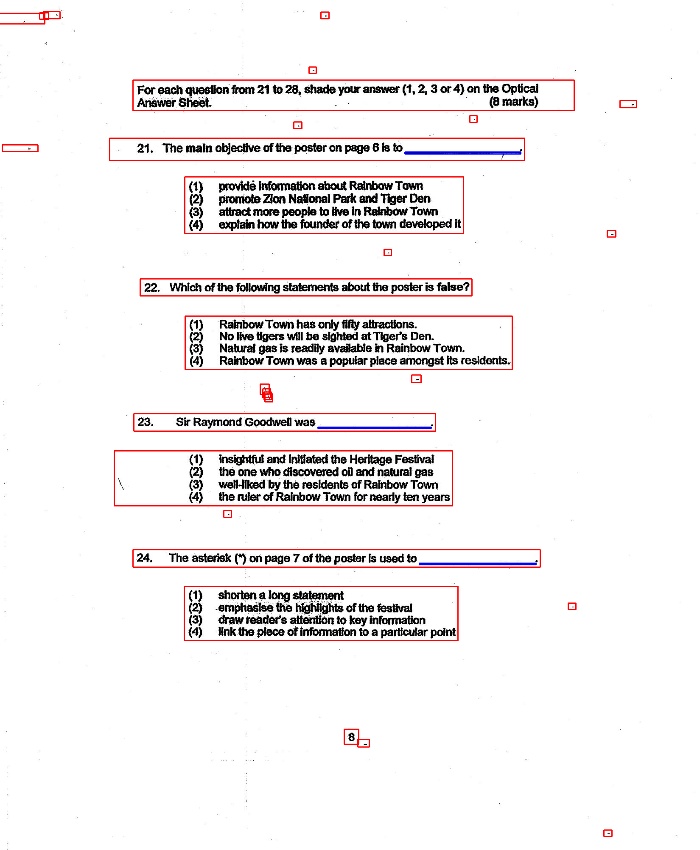 For each question from 21 to 28, shade your answer (1, 2, 3 or 4) on the Optical
Answer Sheet. (8 marks)
21. The main objective of the poster on page 6 is to ____________.
(1) provide information about Rainbow Town
(2) promote Zion National Park and Tiger Den
(3) attract more people to live in Rainbow Town
(4) explain how the founder of the town developed it
22. Which of the following statements about the poster is false?
(1) Rainbow Town has only fifty attractions.
(2) No live tigers will be sighted at Tiger's Den.
(3) Natural gas is readily available in Rainbow Town.
(4) Rainbow Town was a popular place amongst its residents.
23. Sir Raymond Goodwell was ____________.
(1) insightful and initiated the Heritage Festival
(2) the one who discovered oil and natural gas
(3) well-liked by the residents of Rainbow Town
(4) the ruler of Rainbow Town for nearly ten years
24. The asterisk (*) on page 7 of the poster is used to ____________.
(1) shorten a long statement
(2) emphasise the highlights of the festival
(3) draw reader's attention to key information
(4) link the piece of information to a particular point
8